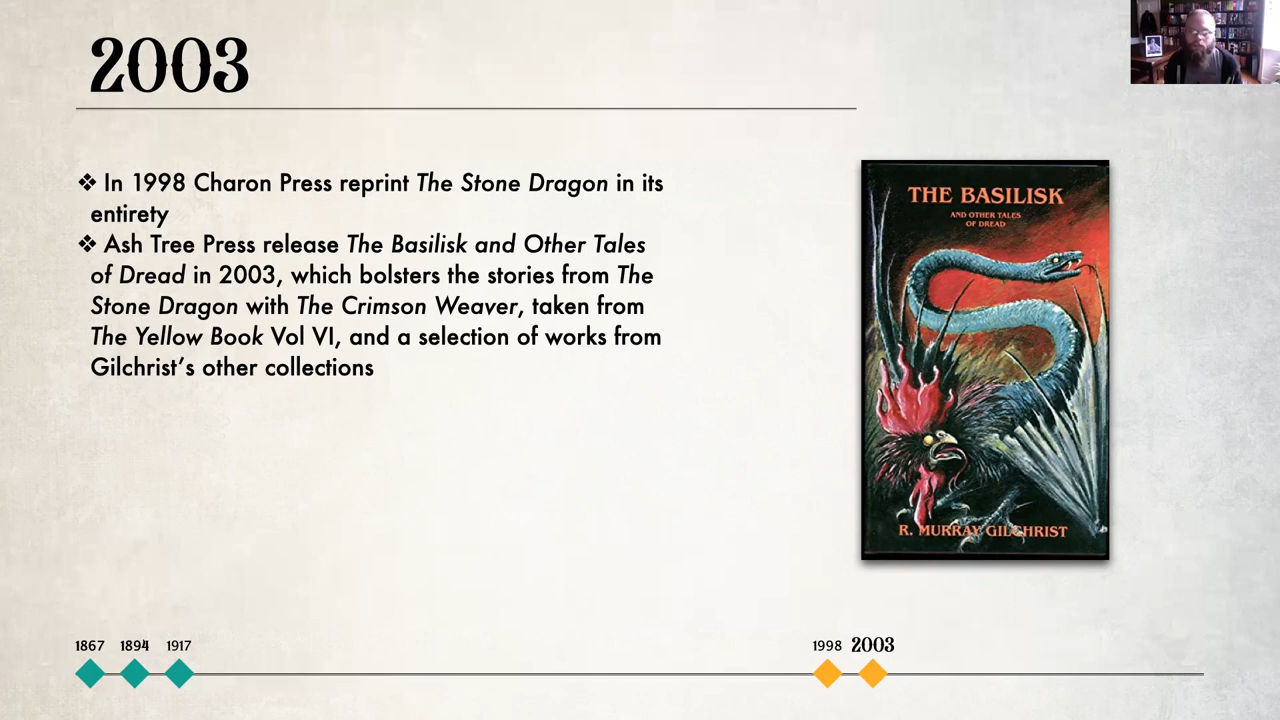 2003
❖ In 1998 Charon Press reprint The Stone Dragon in its
entirety
❖ Ash Tree Press release The Basilisk and Other Tales
of Dread in 2003, which bolsters the stories from The
Stone Dragon with The Crimson Weaver, taken from
The Yellow Book Vol VI, and a selection of works from
Gilchrist’s other collections
THE BASILISK
AND OTHER TALES
OF DREAD
R. MURRAY GILCHRIST
1867 1894 1917 1998 2003